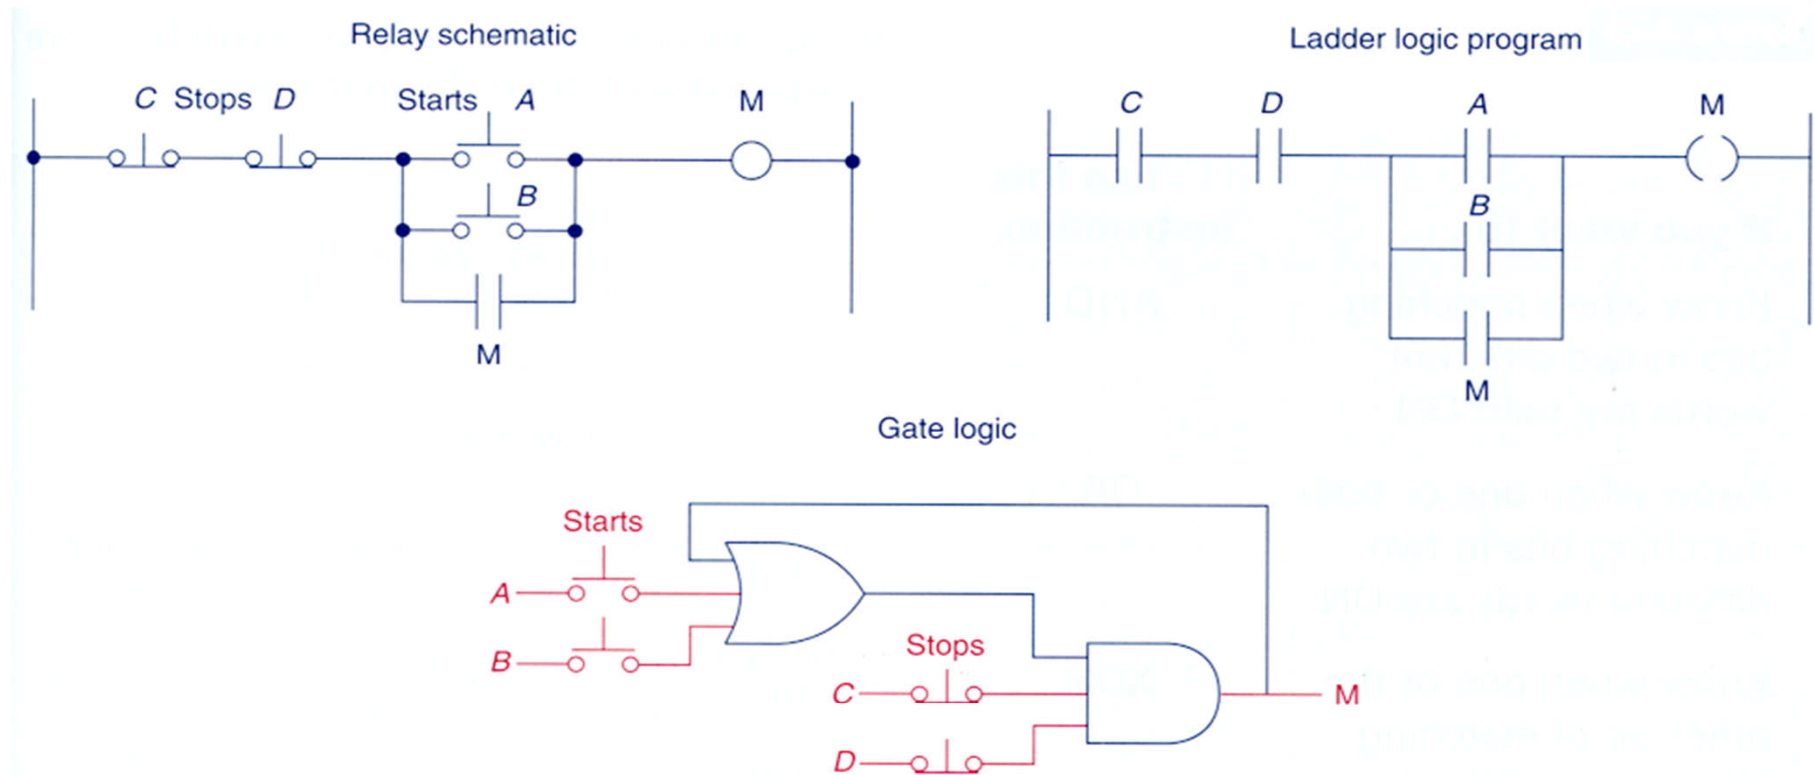 Relay schematic
C Stops D Starts A M
B
M
Ladder logic program
C D A M
B
M
Gate logic
Starts
A
B
Stops
C
M
D